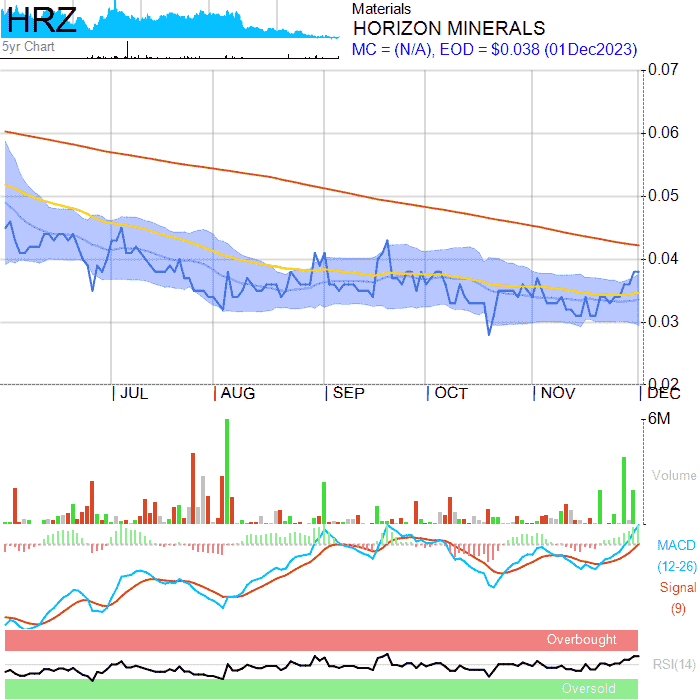 HRZ
5yr Chart
Materials
HORIZON MINERALS
MC = (N/A), EOD = $0.038 (01Dec2023)
0.07
0.06
0.05
0.04
0.03
0.02
JUL
AUG
SEP
OCT
NOV
DEC
6M
Volume
MACD
(12-26)
Signal
(9)
Overbought
RSI(14)
Oversold